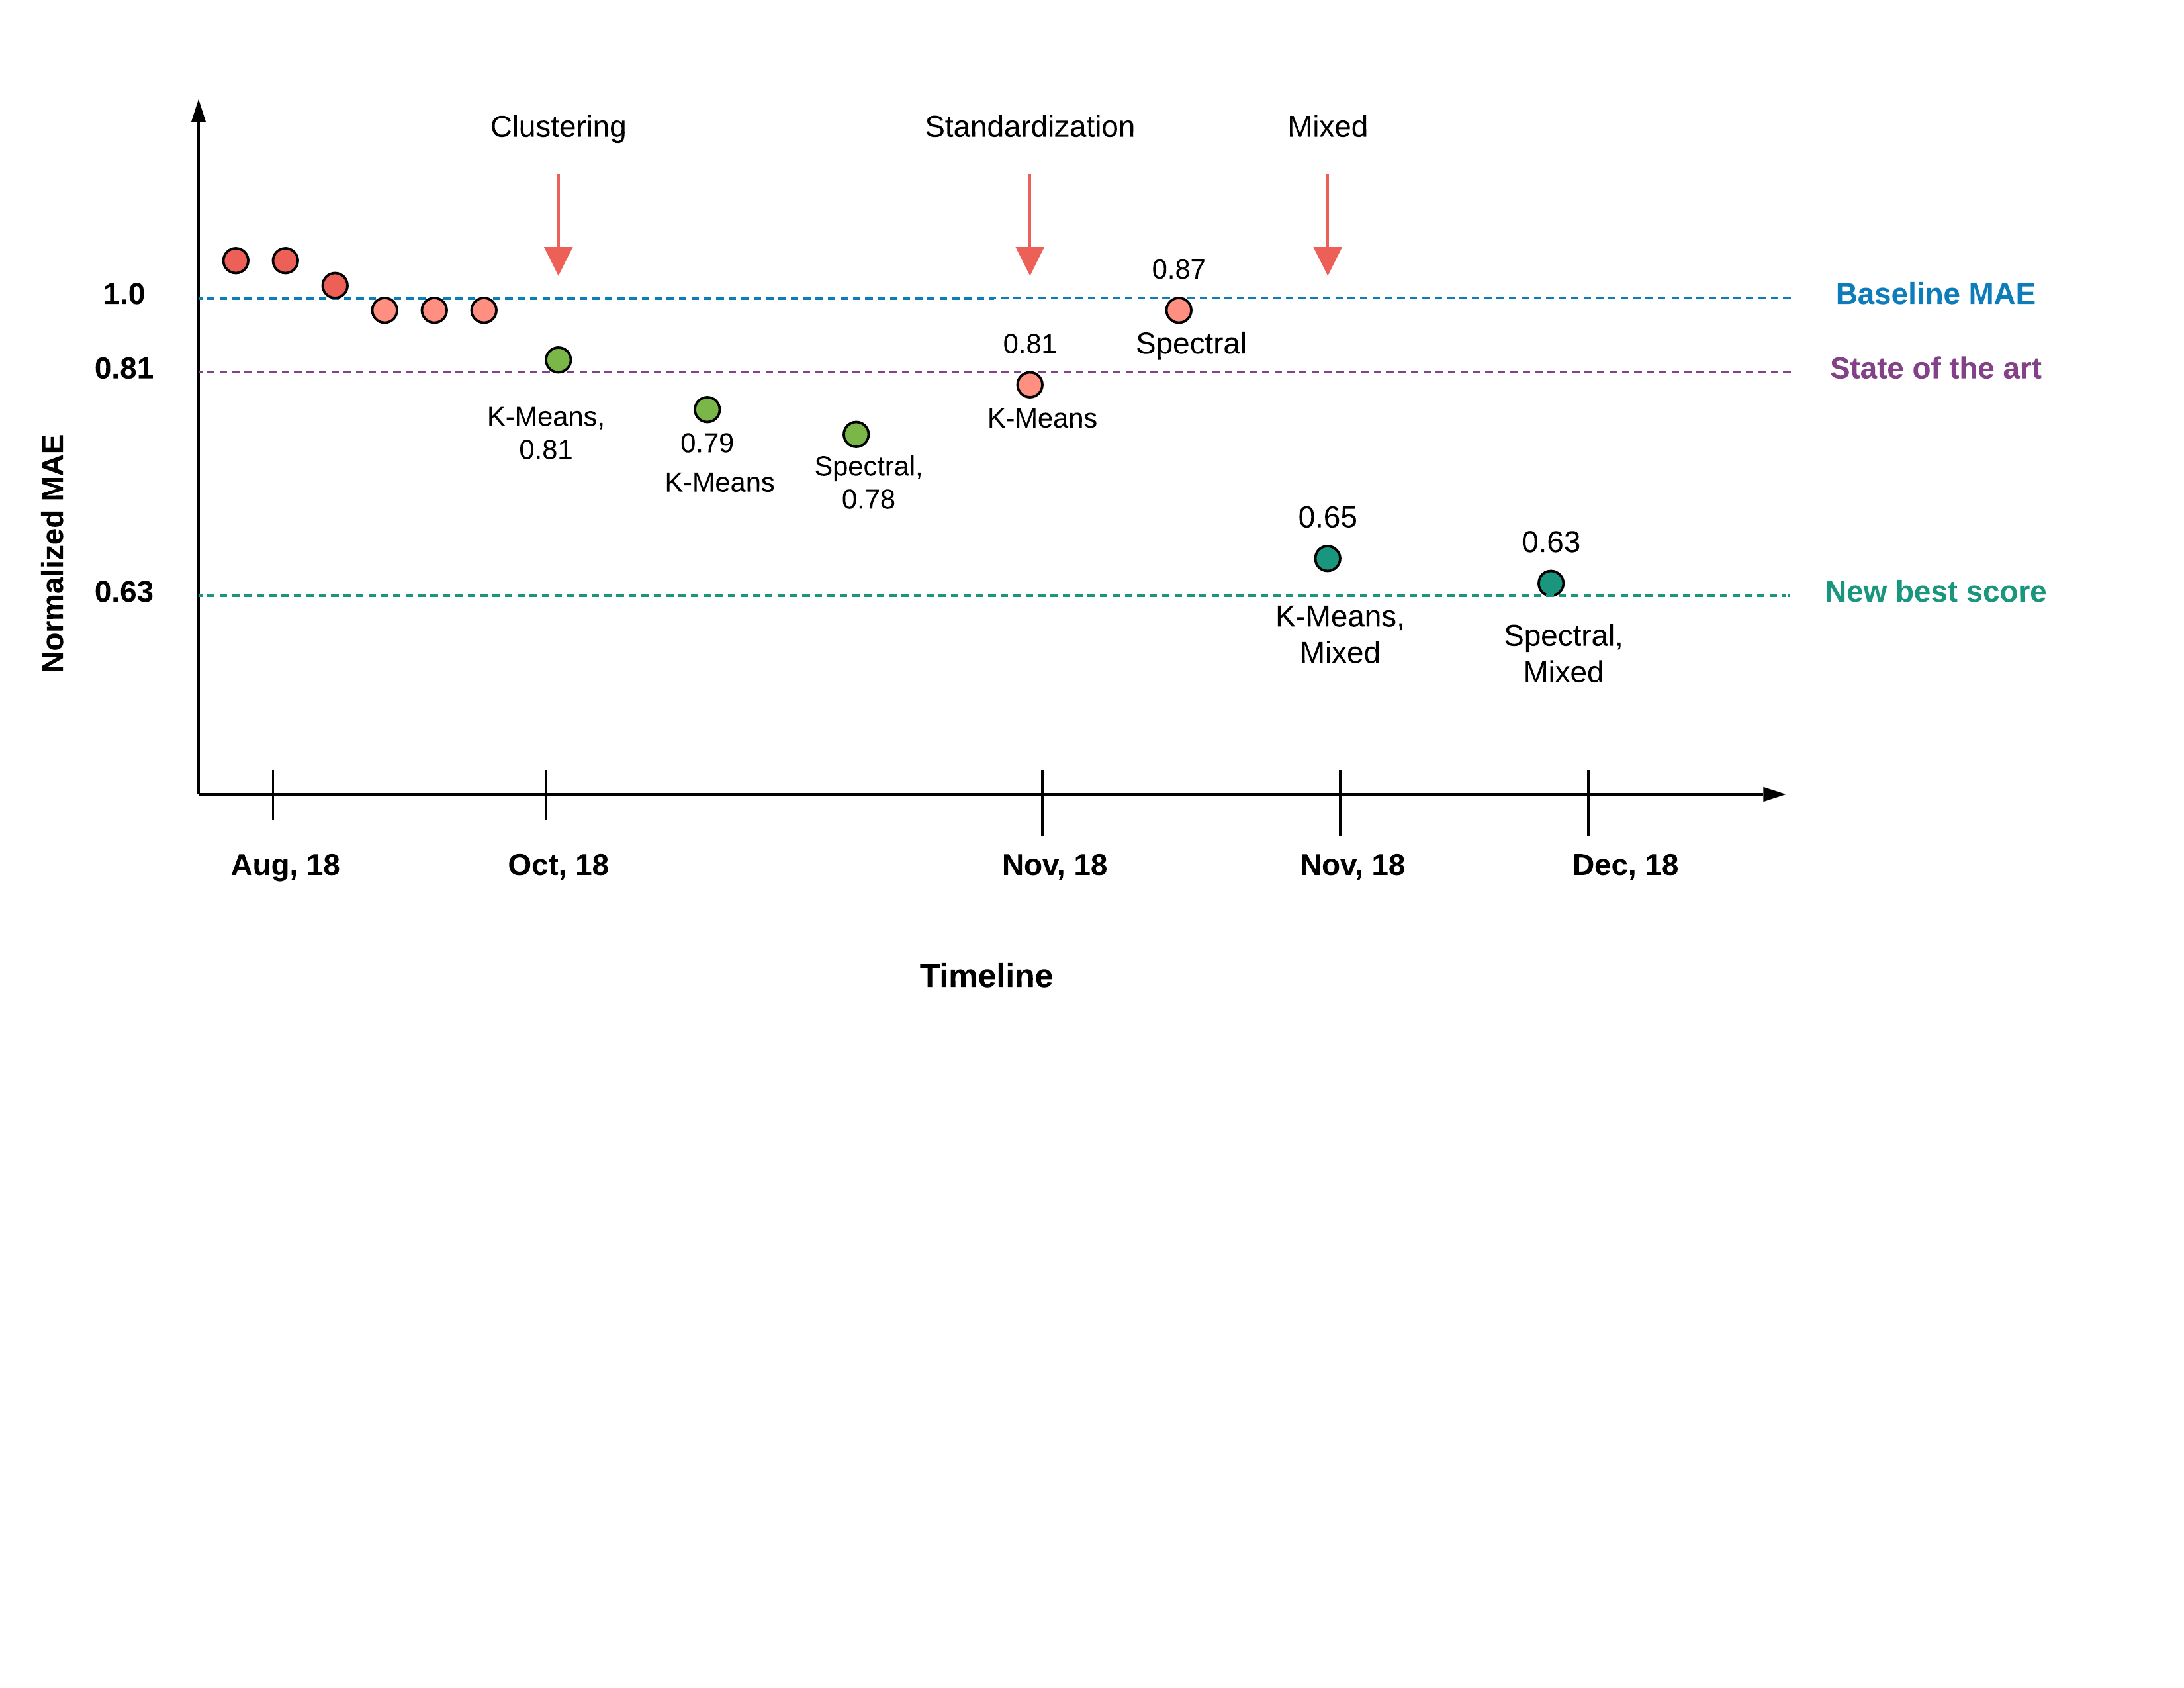 Clustering
Standardization
Mixed
0.87
1.0
Baseline MAE
Spectral
0.81
0.81
State of the art
K-Means,
0.81
0.79
K-Means
Spectral,
0.78
K-Means
Normalized MAE
0.65
0.63
0.63
New best score
K-Means,
Mixed
Spectral,
Mixed
Aug, 18
Oct, 18
Nov, 18
Nov, 18
Dec, 18
Timeline